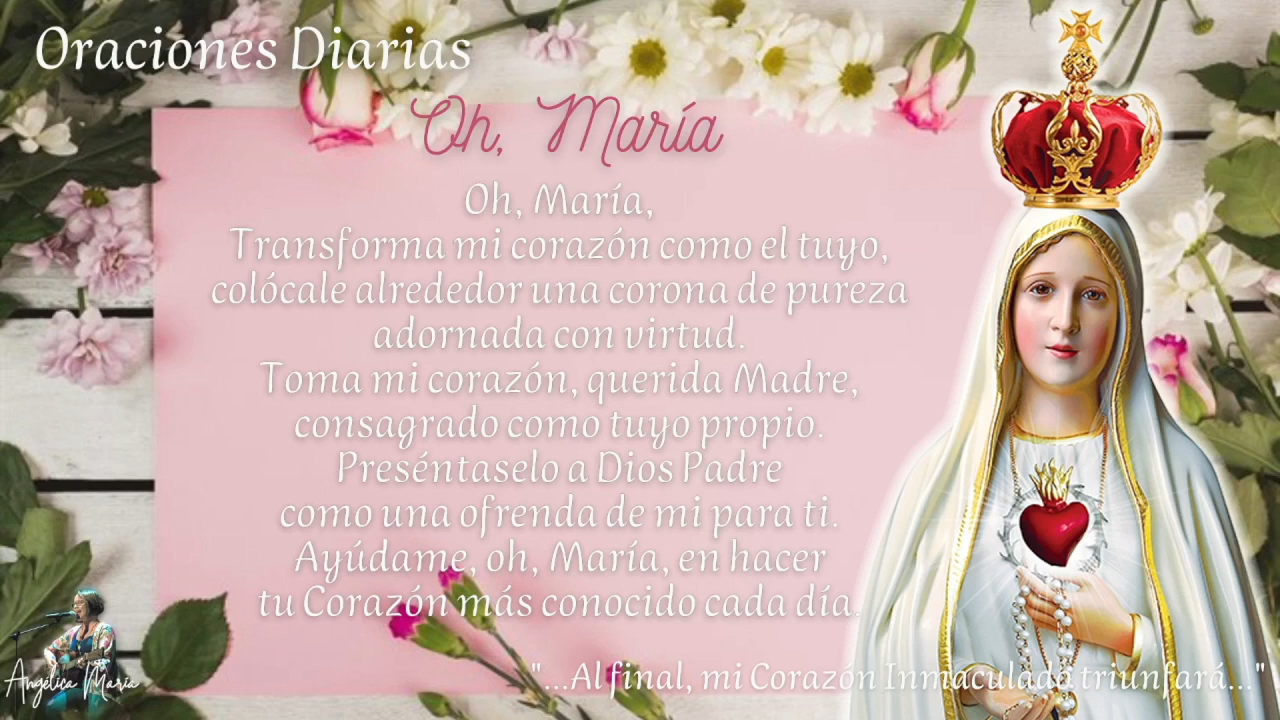 Oraciones Diarias
Oh, María
Oh, María,
Transforma mi corazón como el tuyo,
colócale alrededor una corona de pureza
adornada con virtud.
Toma mi corazón, querida Madre,
consagrado como tuyo propio.
Preséntaselo a Dios Padre
como una ofrenda de mi para ti.
Ayúdame, oh, María, en hacer
tu Corazón más conocido cada día.
Angélica María
"...Al final, mi Corazón Inmaculado triunfará..."